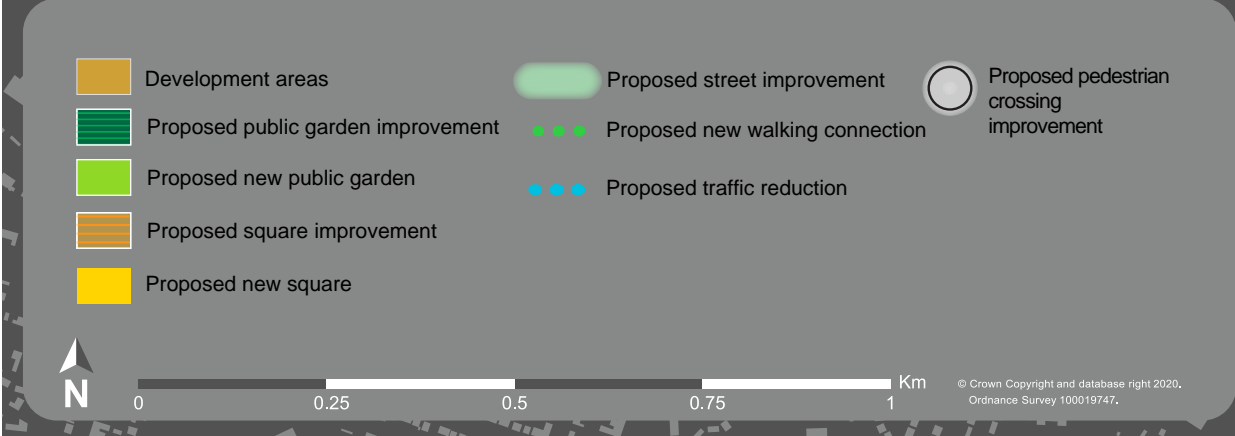 Development areas
Proposed public garden improvement
Proposed new public garden
Proposed square improvement
Proposed new square
Proposed street improvement
Proposed new walking connection
Proposed traffic reduction
Proposed pedestrian
crossing
improvement
N
0 0.25 0.5 0.75 1 Km
© Crown Copyright and database right 2020.
Ordnance Survey 100019747.